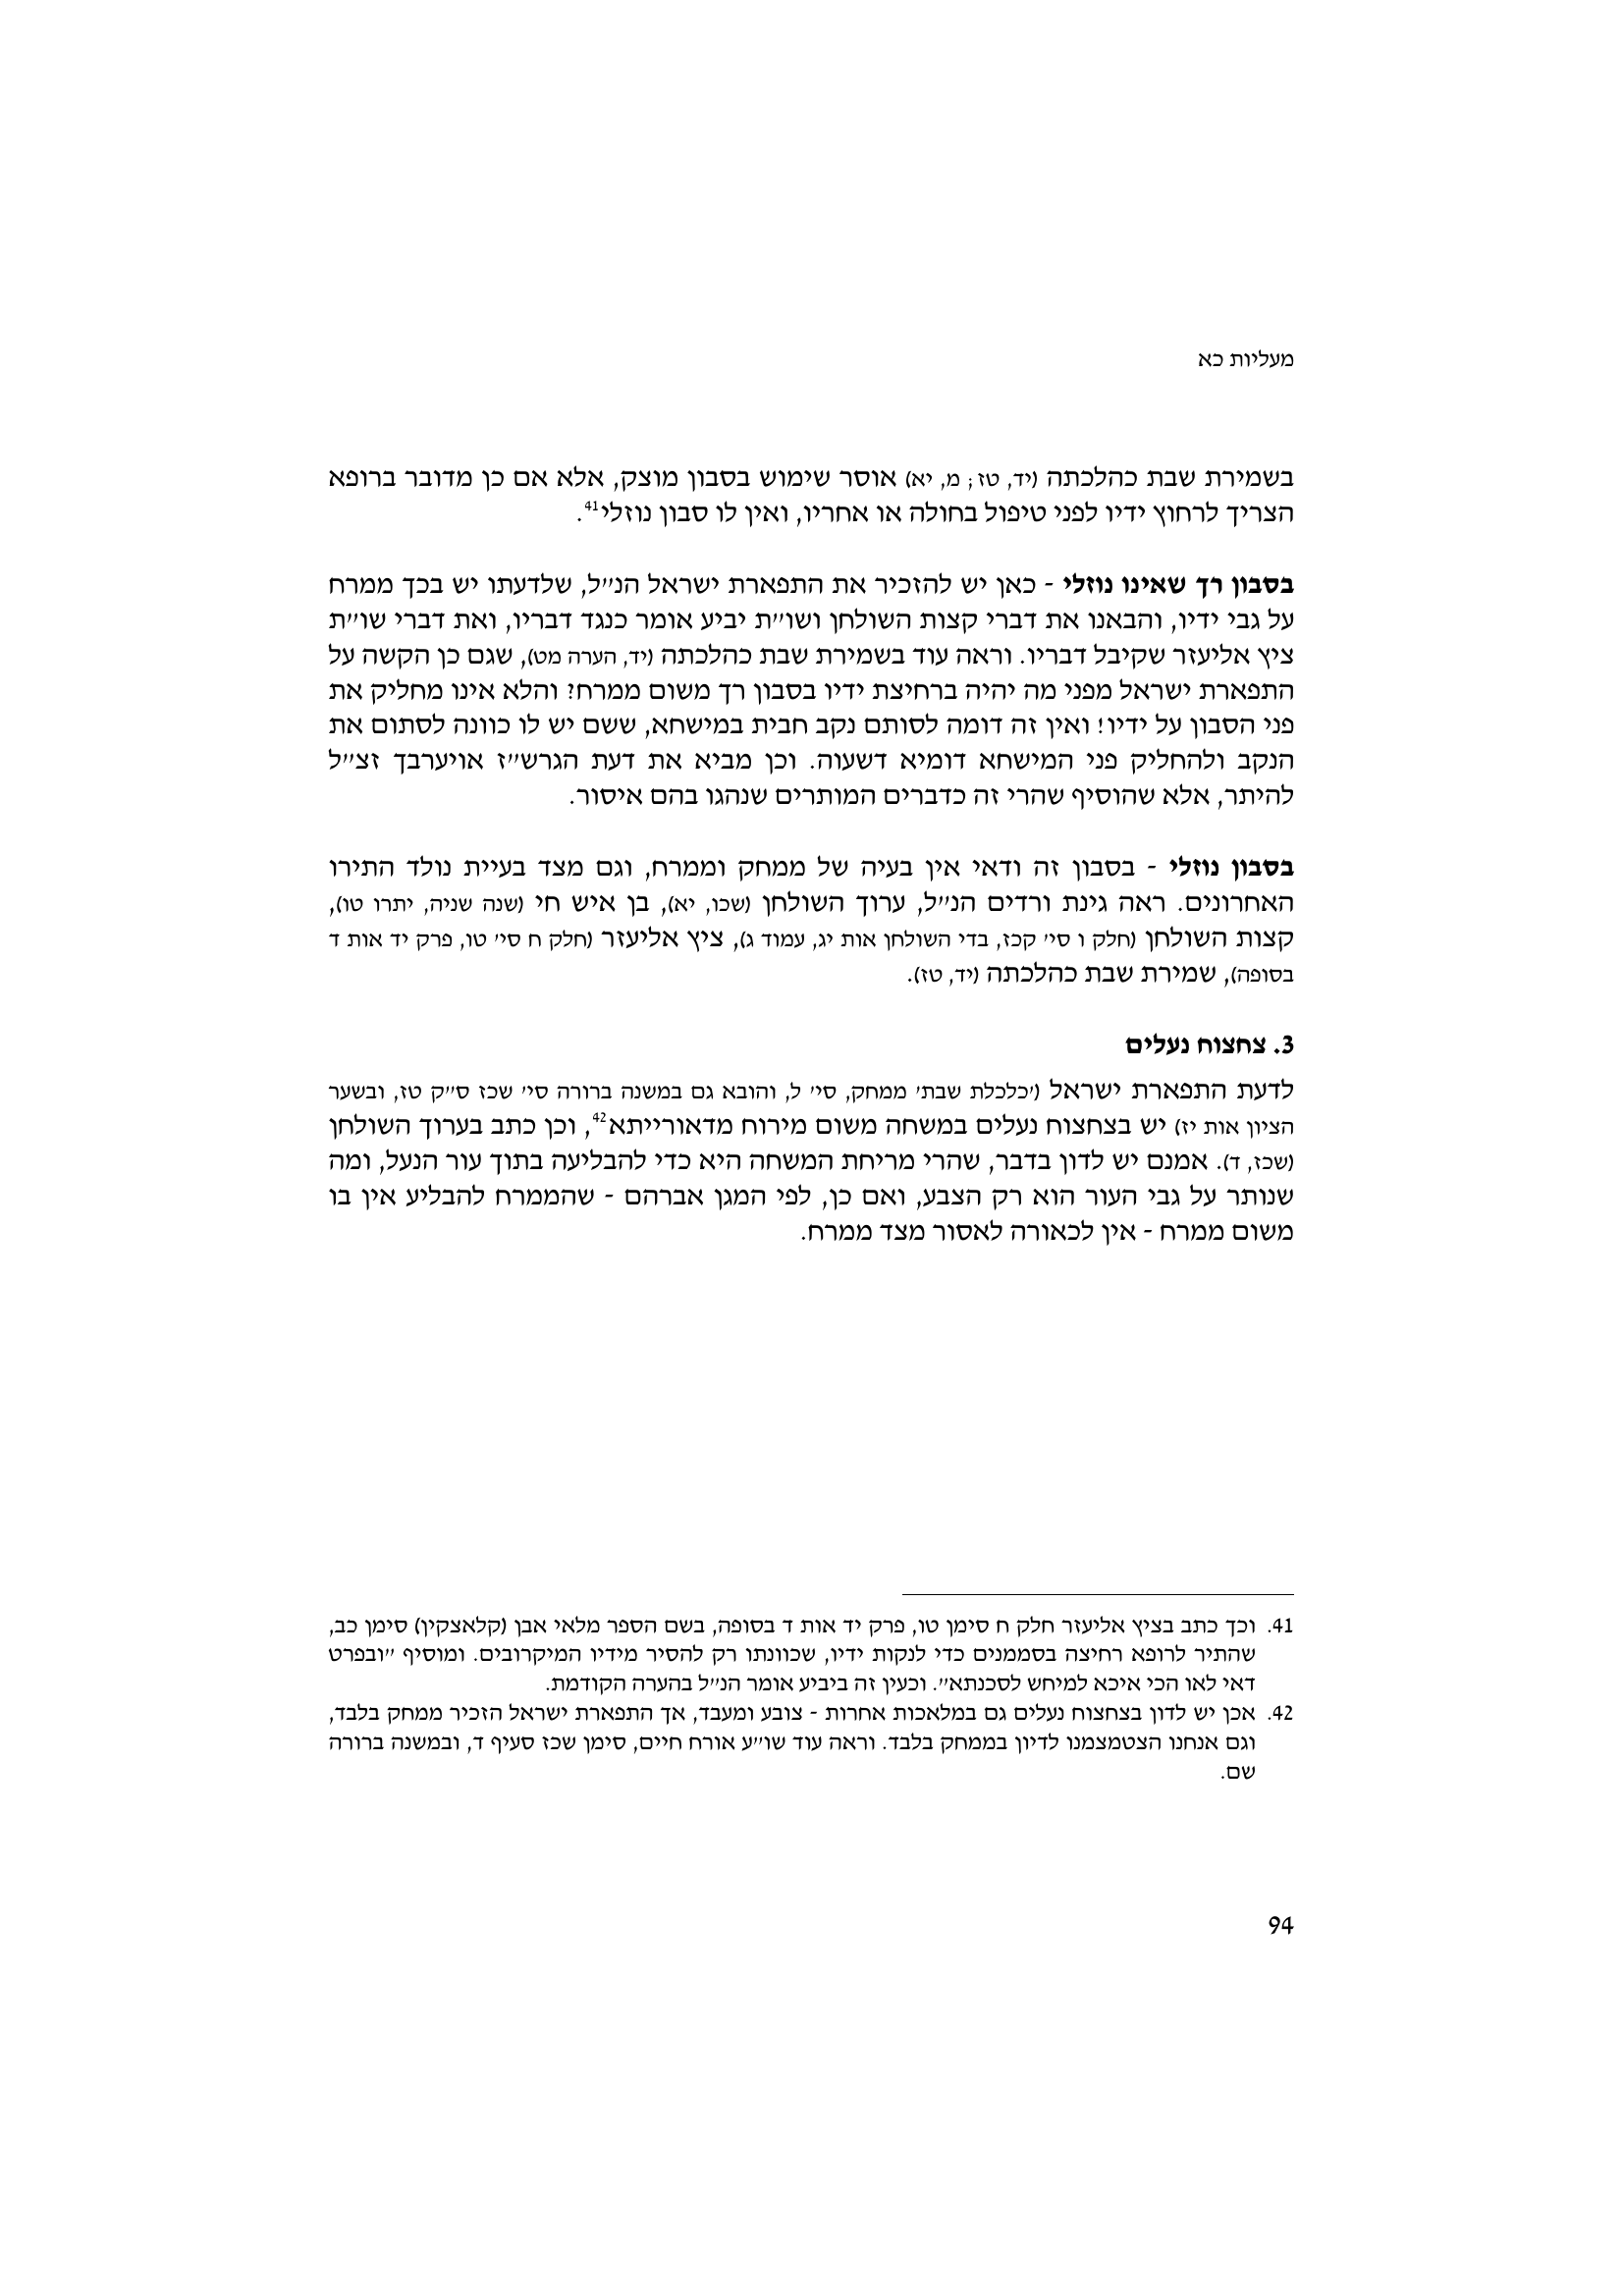 מעליות כא
בשמירת שבת כהלכתה (יד, טז; מ, יא) אוסר שימוש בסבון מוצק, אלא אם כן מדובר ברופא
הצריך לרחוץ ידיו לפני טיפול בחולה או אחריו, ואין לו סבון נוזלי41.
בסבון רך שאינו נוזלי - כאן יש להזכיר את התפארת ישראל הנ״ל, שלדעתו יש בכך ממרח
על גבי ידיו, והבאנו את דברי קצות השולחן ושו״ת יביע אומר כנגד דבריו, ואת דברי שו״ת
ציץ אליעזר שקיבל דבריו. וראה עוד בשמירת שבת כהלכתה (יד, הערה מט), שגם כן הקשה על
התפארת ישראל מפני מה יהיה ברחיצת ידיו בסבון רך משום ממרח? והלא אינו מחליק את
פני הסבון על ידיו! ואין זה דומה לסותם נקב חבית במישחא, ששם יש לו כוונה לסתום את
הנקב ולהחליק פני המישחא דומיא דשעוה. וכן מביא את דעת הגרש״ז אויערבך זצ״ל
להיתר, אלא שהוסיף שהרי זה כדברים המותרים שנהגו בהם איסור.
בסבון נוזלי - בסבון זה ודאי אין בעיה של ממחק וממרח, וגם מצד בעיית נולד התירו
האחרונים. ראה גינת ורדים הנ״ל, ערוך השולחן (שכו, יא), בן איש חי (שנה שניה, יתרו טו),
קצות השולחן (חלק ו סי׳ קכז, בדי השולחן אות יג, עמוד ג), ציץ אליעזר (חלק ח סי׳ טו, פרק יד אות ד
בסופה), שמירת שבת כהלכתה (יד, טז).
3. צחצוח נעלים
לדעת התפארת ישראל (׳כלכלת שבת׳ ממחק, סי׳ ל, והובא גם במשנה ברורה סי׳ שכז ס״ק טז, ובשער
הציון אות יז) יש בצחצוח נעלים במשחה משום מירוח מדאורייתא42, וכן כתב בערוך השולחן
(שכז, ד). אמנם יש לדון בדבר, שהרי מריחת המשחה היא כדי להבליעה בתוך עור הנעל, ומה
שנותר על גבי העור הוא רק הצבע, ואם כן, לפי המגן אברהם - שהממרח להבליע אין בו
משום ממרח - אין לכאורה לאסור מצד ממרח.
41. וכך כתב בציץ אליעזר חלק ח סימן טו, פרק יד אות ד בסופה, בשם הספר מלאי אבן (קלאצקין) סימן כב,
שהתיר לרופא רחיצה בסממנים כדי לנקות ידיו, שכוונתו רק להסיר מידיו המיקרובים. ומוסיף ״ובפרט
דאי לאו הכי איכא למיחש לסכנתא״. וכעין זה ביביע אומר הנ״ל בהערה הקודמת.
42. אכן יש לדון בצחצוח נעלים גם במלאכות אחרות - צובע ומעבד, אך התפארת ישראל הזכיר ממחק בלבד,
וגם אנחנו הצטמצמנו לדיון בממחק בלבד. וראה עוד שו״ע אורח חיים, סימן שכז סעיף ד, ובמשנה ברורה
שם.
94